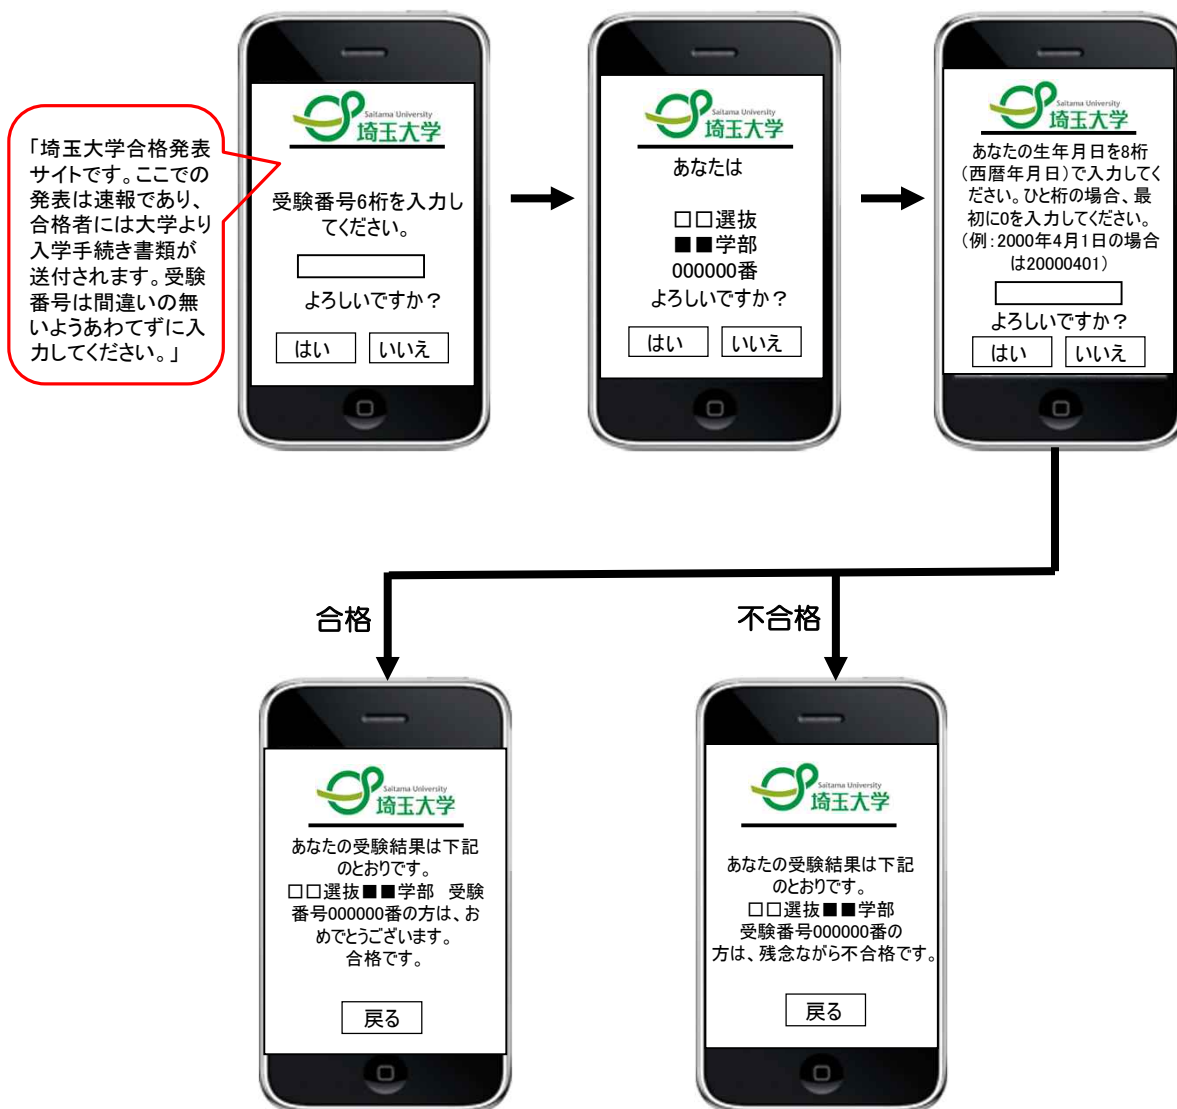 「埼玉大学合格発表
サイトです。ここでの
発表は速報であり、
合格者には大学より
入学手続き書類が
送付されます。受験
番号は間違いの無
いようあわてずに入
力してください。」
Saitama University
埼玉大学
受験番号6桁を入力し
てください。
よろしいですか？
はい
いいえ
Saitama University
埼玉大学
あなたは
□□選抜
■■学部
000000番
よろしいですか？
はい
いいえ
Saitama University
埼玉大学
あなたの生年月日を8桁
（西暦年月日）で入力してく
ださい。ひと桁の場合、最
初に0を入力してください。
（例：2000年4月1日の場合
は20000401）
よろしいですか？
はい
いいえ
合格
不合格
Saitama University
埼玉大学
あなたの受験結果は下記
のとおりです。
□□選抜■■学部　受験
番号000000番の方は、お
めでとうございます。
合格です。
戻る
Saitama University
埼玉大学
あなたの受験結果は下記
のとおりです。
□□選抜■■学部
受験番号000000番の
方は、残念ながら不合格です。
戻る